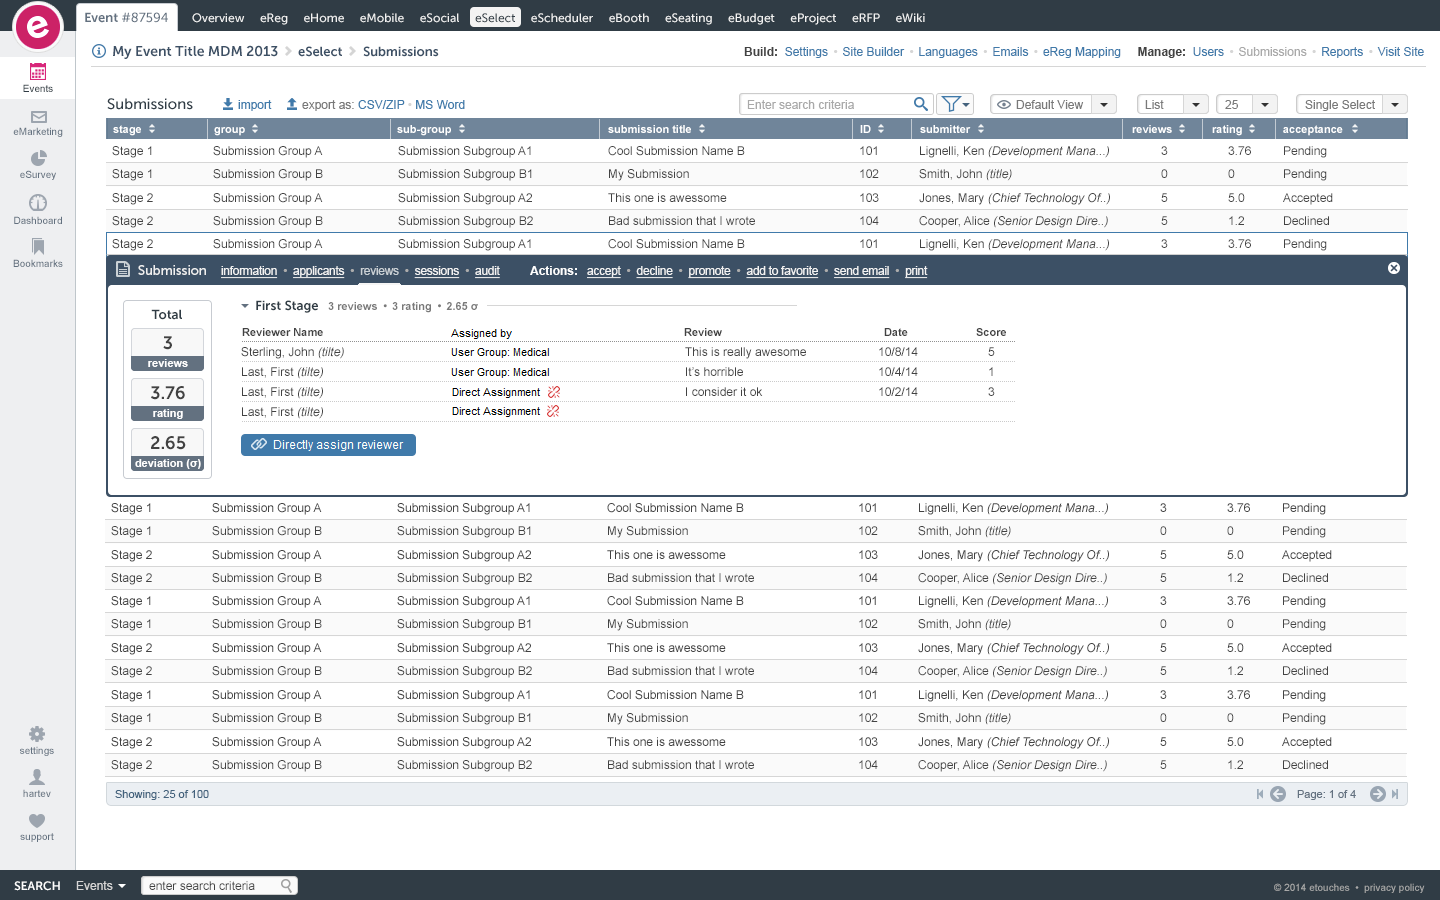 e
Event #87594 Overview eReg eHome eMobile eSocial eSelect eScheduler eBooth eSeating eBudget eProject eRFP eWiki
My Event Title MDM 2013 eSelect Submissions Build: Settings • Site Builder • Languages • Emails • eReg Mapping Manage: Users • Submissions • Reports • Visit Site
Events
eMarketing
eSurvey
Dashboard
Bookmarks
settings
hartev
support
Submissions import export as: CSV/ZIP • MS Word Enter search criteria Default View List 25 Single Select
stage group sub-group submission title ID submitter reviews rating acceptance
Stage 1 Submission Group A Submission Subgroup A1 Cool Submission Name B 101 Lignelli, Ken (Development Mana...) 3 3.76 Pending
Stage 1 Submission Group B Submission Subgroup B1 My Submission 102 Smith, John (title) 0 0 Pending
Stage 2 Submission Group A Submission Subgroup A2 This one is awessome 103 Jones, Mary (Chief Technology Of..) 5 5.0 Accepted
Stage 2 Submission Group B Submission Subgroup B2 Bad submission that I wrote 104 Cooper, Alice (Senior Design Dire..) 5 1.2 Declined
Stage 2 Submission Group A Submission Subgroup A1 Cool Submission Name B 101 Lignelli, Ken (Development Mana...) 3 3.76 Pending
Submission information • applicants • reviews • sessions • audit Actions: accept • decline • promote • add to favorite • send email • print
Total
3
reviews
3.76
rating
2.65
deviation (σ)
First Stage 3 reviews • 3 rating • 2.65 σ
Reviewer Name Assigned by Review Date Score
Sterling, John (tilte) User Group: Medical This is really awesome 10/8/14 5
Last, First (tilte) User Group: Medical It's horrible 10/4/14 1
Last, First (tilte) Direct Assignment I consider it ok 10/2/14 3
Last, First (tilte) Direct Assignment
Directly assign reviewer
Stage 1 Submission Group A Submission Subgroup A1 Cool Submission Name B 101 Lignelli, Ken (Development Mana...) 3 3.76 Pending
Stage 1 Submission Group B Submission Subgroup B1 My Submission 102 Smith, John (title) 0 0 Pending
Stage 2 Submission Group A Submission Subgroup A2 This one is awessome 103 Jones, Mary (Chief Technology Of..) 5 5.0 Accepted
Stage 2 Submission Group B Submission Subgroup B2 Bad submission that I wrote 104 Cooper, Alice (Senior Design Dire..) 5 1.2 Declined
Stage 1 Submission Group A Submission Subgroup A1 Cool Submission Name B 101 Lignelli, Ken (Development Mana...) 3 3.76 Pending
Stage 1 Submission Group B Submission Subgroup B1 My Submission 102 Smith, John (title) 0 0 Pending
Stage 2 Submission Group A Submission Subgroup A2 This one is awessome 103 Jones, Mary (Chief Technology Of..) 5 5.0 Accepted
Stage 2 Submission Group B Submission Subgroup B2 Bad submission that I wrote 104 Cooper, Alice (Senior Design Dire..) 5 1.2 Declined
Stage 1 Submission Group A Submission Subgroup A1 Cool Submission Name B 101 Lignelli, Ken (Development Mana...) 3 3.76 Pending
Stage 1 Submission Group B Submission Subgroup B1 My Submission 102 Smith, John (title) 0 0 Pending
Stage 2 Submission Group A Submission Subgroup A2 This one is awessome 103 Jones, Mary (Chief Technology Of..) 5 5.0 Accepted
Stage 2 Submission Group B Submission Subgroup B2 Bad submission that I wrote 104 Cooper, Alice (Senior Design Dire..) 5 1.2 Declined
Showing: 25 of 100 Page: 1 of 4
SEARCH Events enter search criteria © 2014 etouches • privacy policy